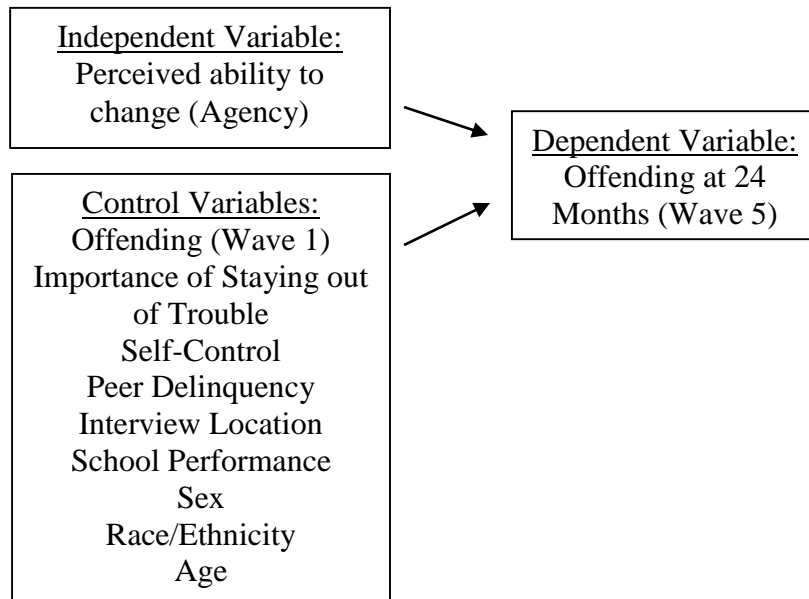 Independent Variable:
Perceived ability to
change (Agency)
Control Variables:
Offending (Wave 1)
Importance of Staying out
of Trouble
Self-Control
Peer Delinquency
Interview Location
School Performance
Sex
Race/Ethnicity
Age
Dependent Variable:
Offending at 24
Months (Wave 5)